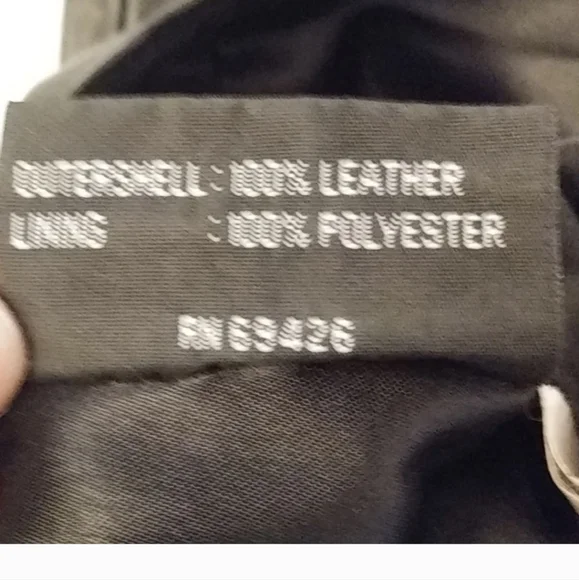 OUTERSHELL: 100% LEATHER
LINING : 100% POLYESTER
RN 69426